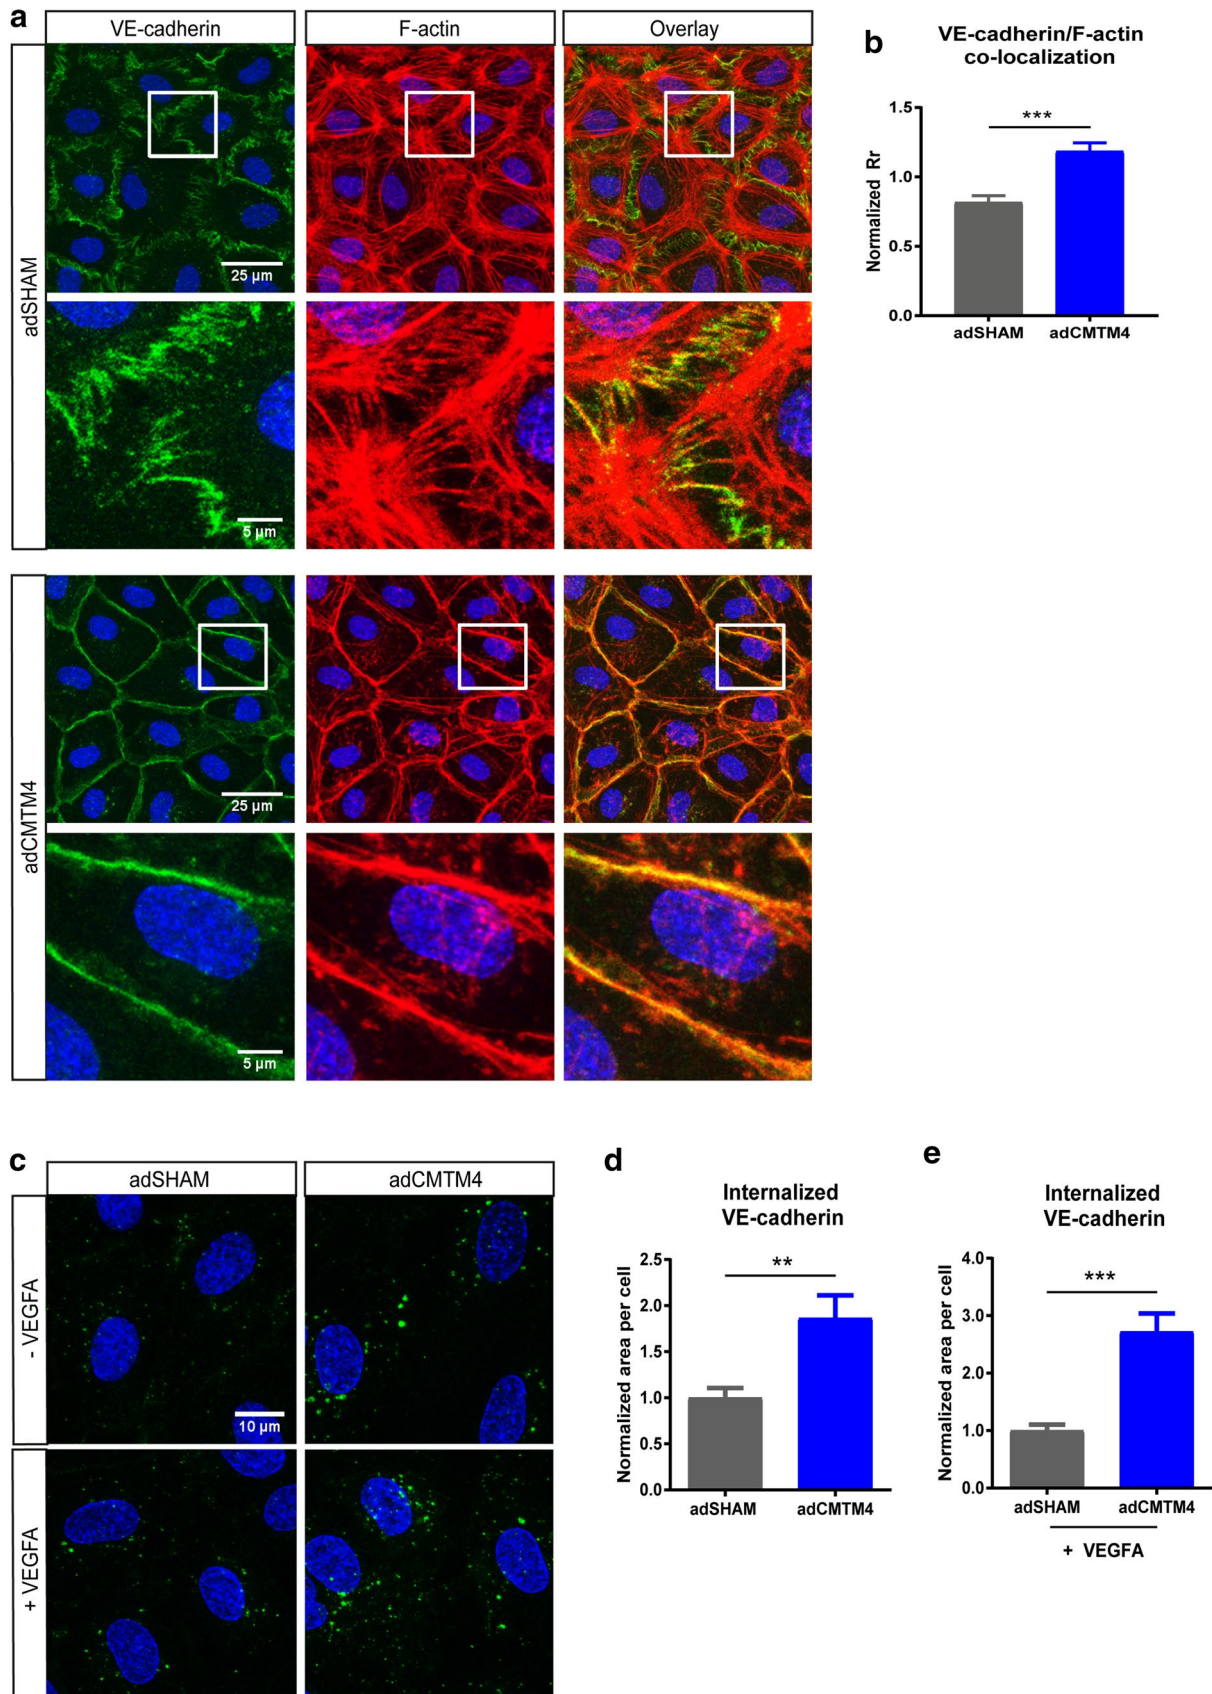 a
VE-cadherin
F-actin
Overlay
adSHAM
25 µm
5 µm
adCMTM4
25 µm
5 µm
b
VE-cadherin/F-actin
co-localization
Normalized Rr
1.5
1.0
0.5
0.0
***
adSHAM
adCMTM4
c
adSHAM
adCMTM4
- VEGFA
10 µm
+ VEGFA
d
Internalized
VE-cadherin
Normalized area per cell
2.5
2.0
1.5
1.0
0.5
0.0
**
adSHAM
adCMTM4
e
Internalized
VE-cadherin
Normalized area per cell
4.0
3.0
2.0
1.0
0.0
***
adSHAM
adCMTM4
+ VEGFA